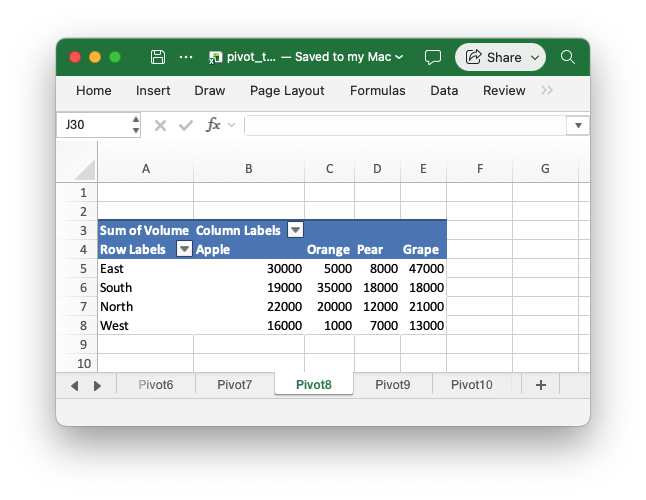 pivot_t... — Saved to my Mac Share
Home Insert Draw Page Layout Formulas Data Review
J30 fx
A B C D E F G
1
2
3 Sum of Volume Column Labels
4 Row Labels Apple Orange Pear Grape
5 East 30000 5000 8000 47000
6 South 19000 35000 18000 18000
7 North 22000 20000 12000 21000
8 West 16000 1000 7000 13000
9
10
Pivot6 Pivot7 Pivot8 Pivot9 Pivot10 +